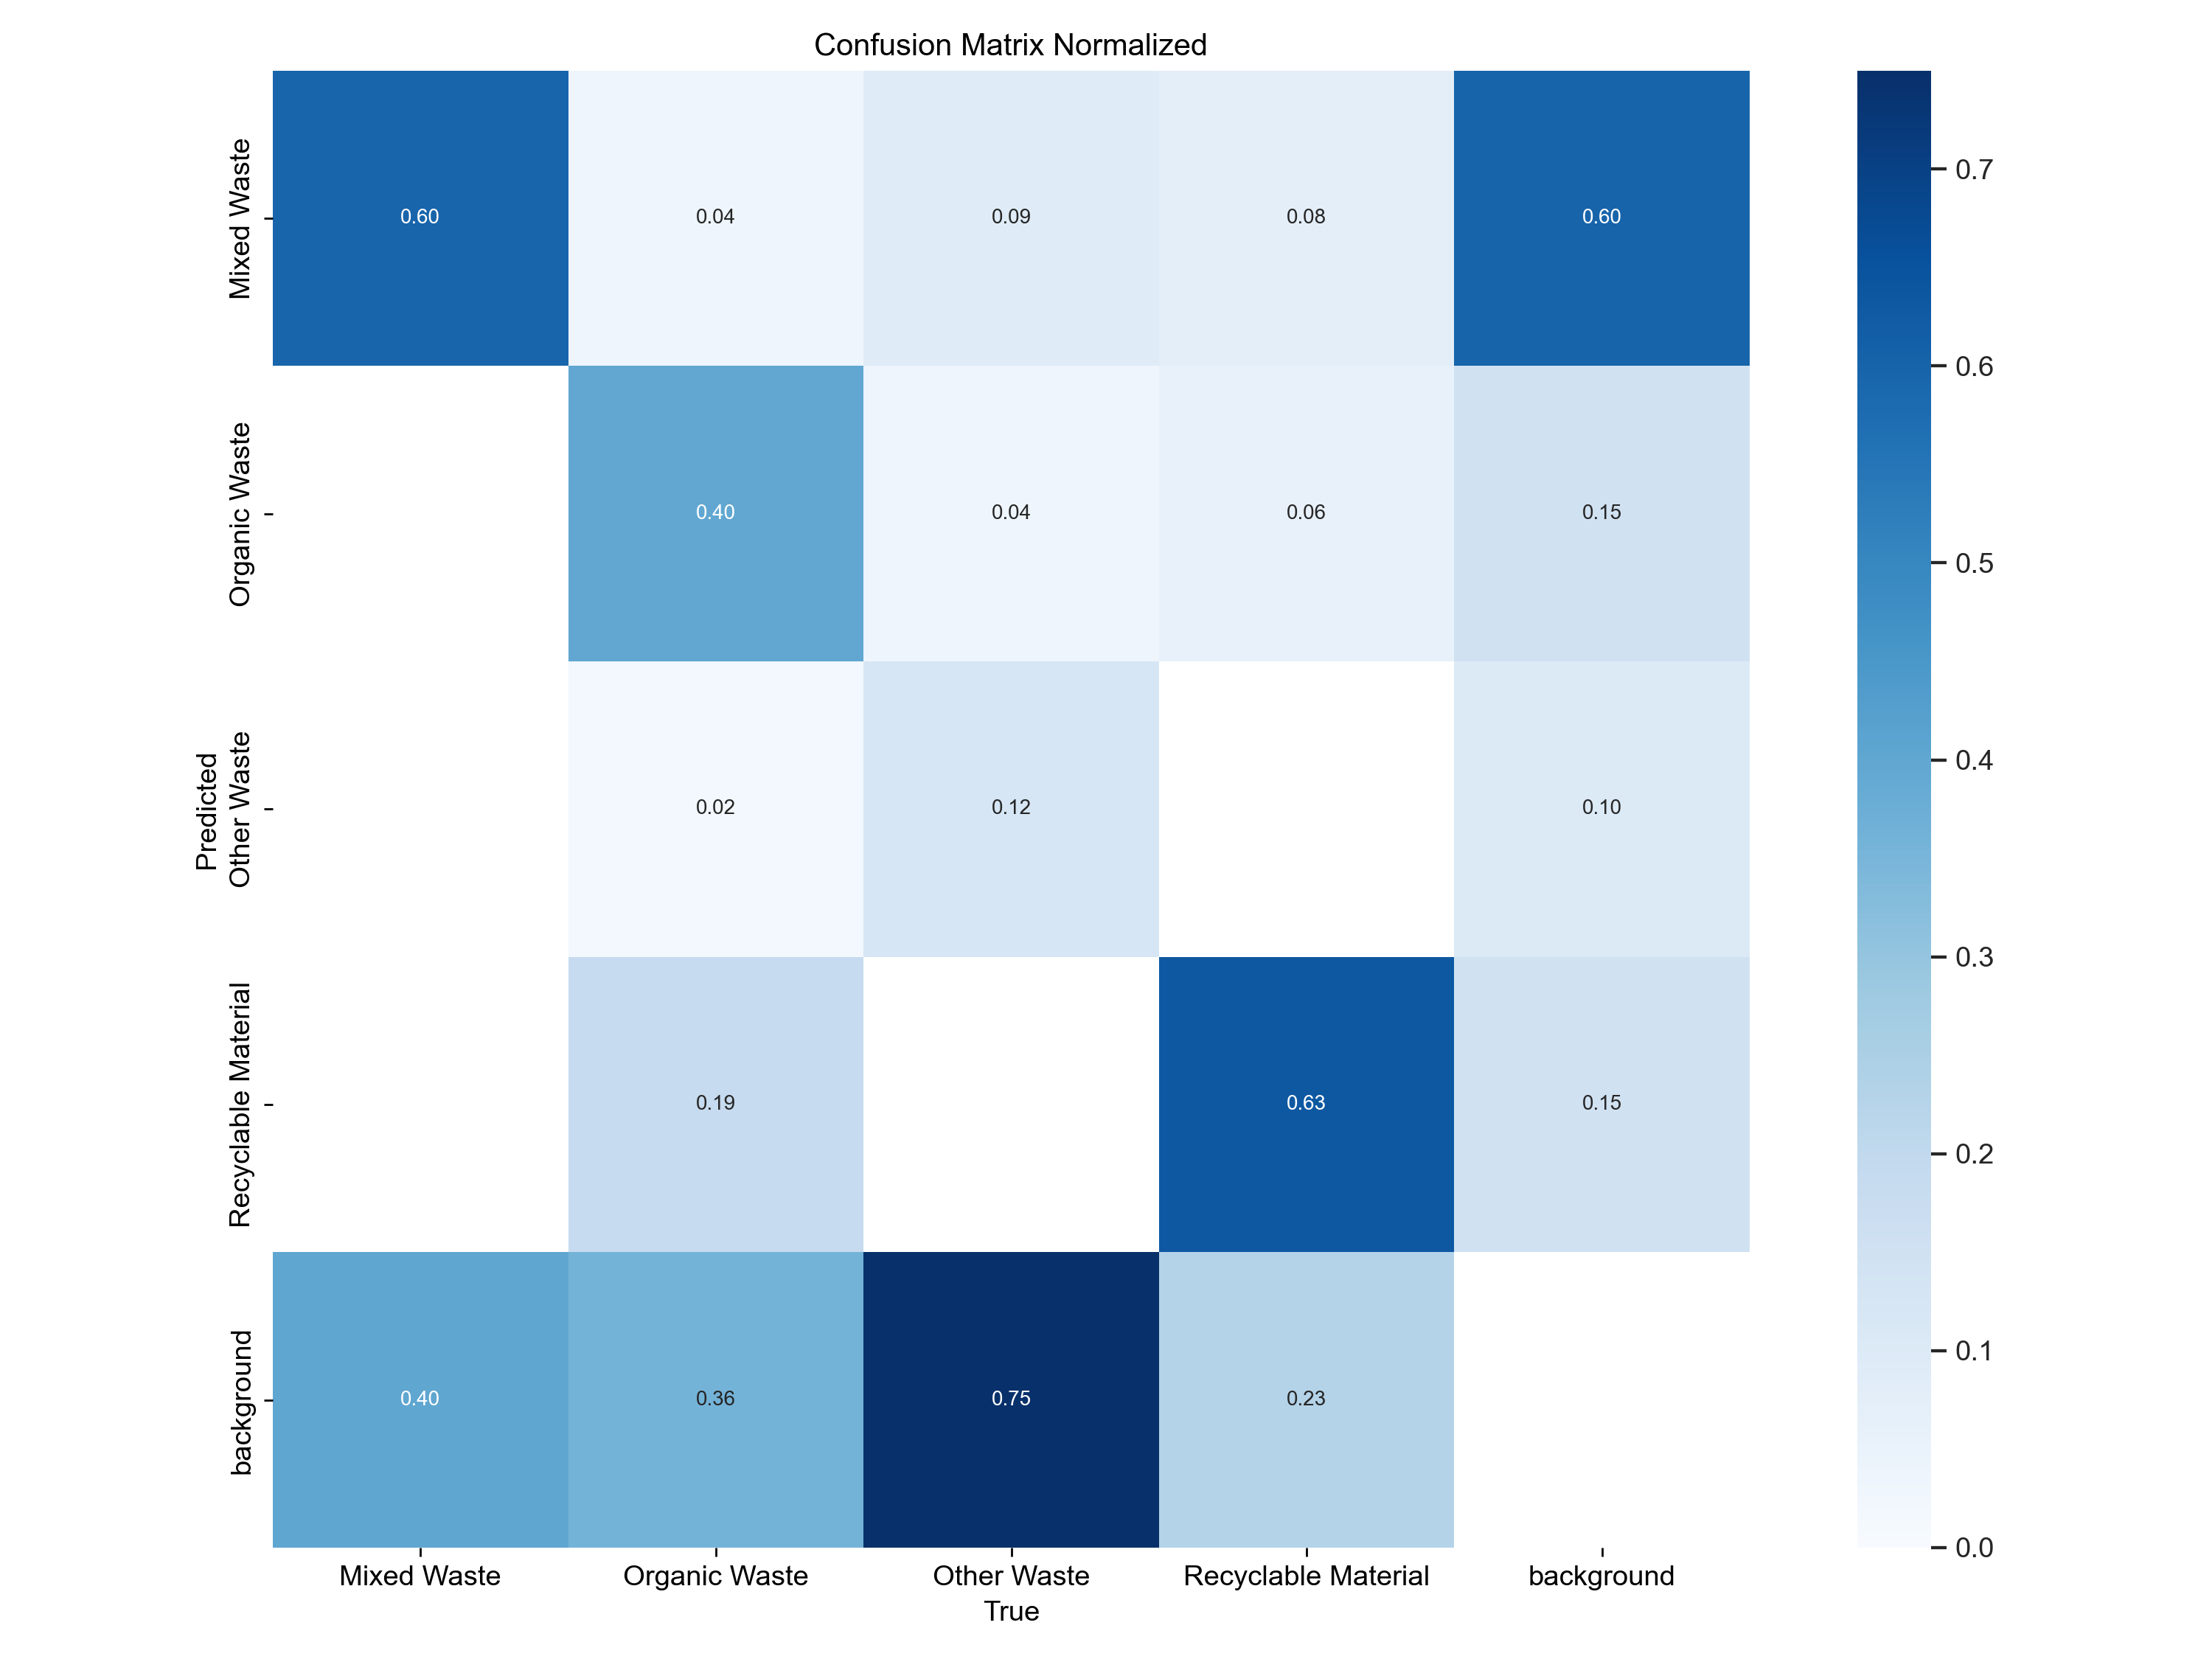 Confusion Matrix Normalized
Mixed Waste
0.60
0.04
0.09
0.08
0.60
Organic Waste
0.40
0.04
0.06
0.15
Predicted
Other Waste
0.02
0.12
0.10
Recyclable Material
0.19
0.63
0.15
background
0.40
0.36
0.75
0.23
Mixed Waste
Organic Waste
Other Waste
Recyclable Material
background
True
0.7
0.6
0.5
0.4
0.3
0.2
0.1
0.0